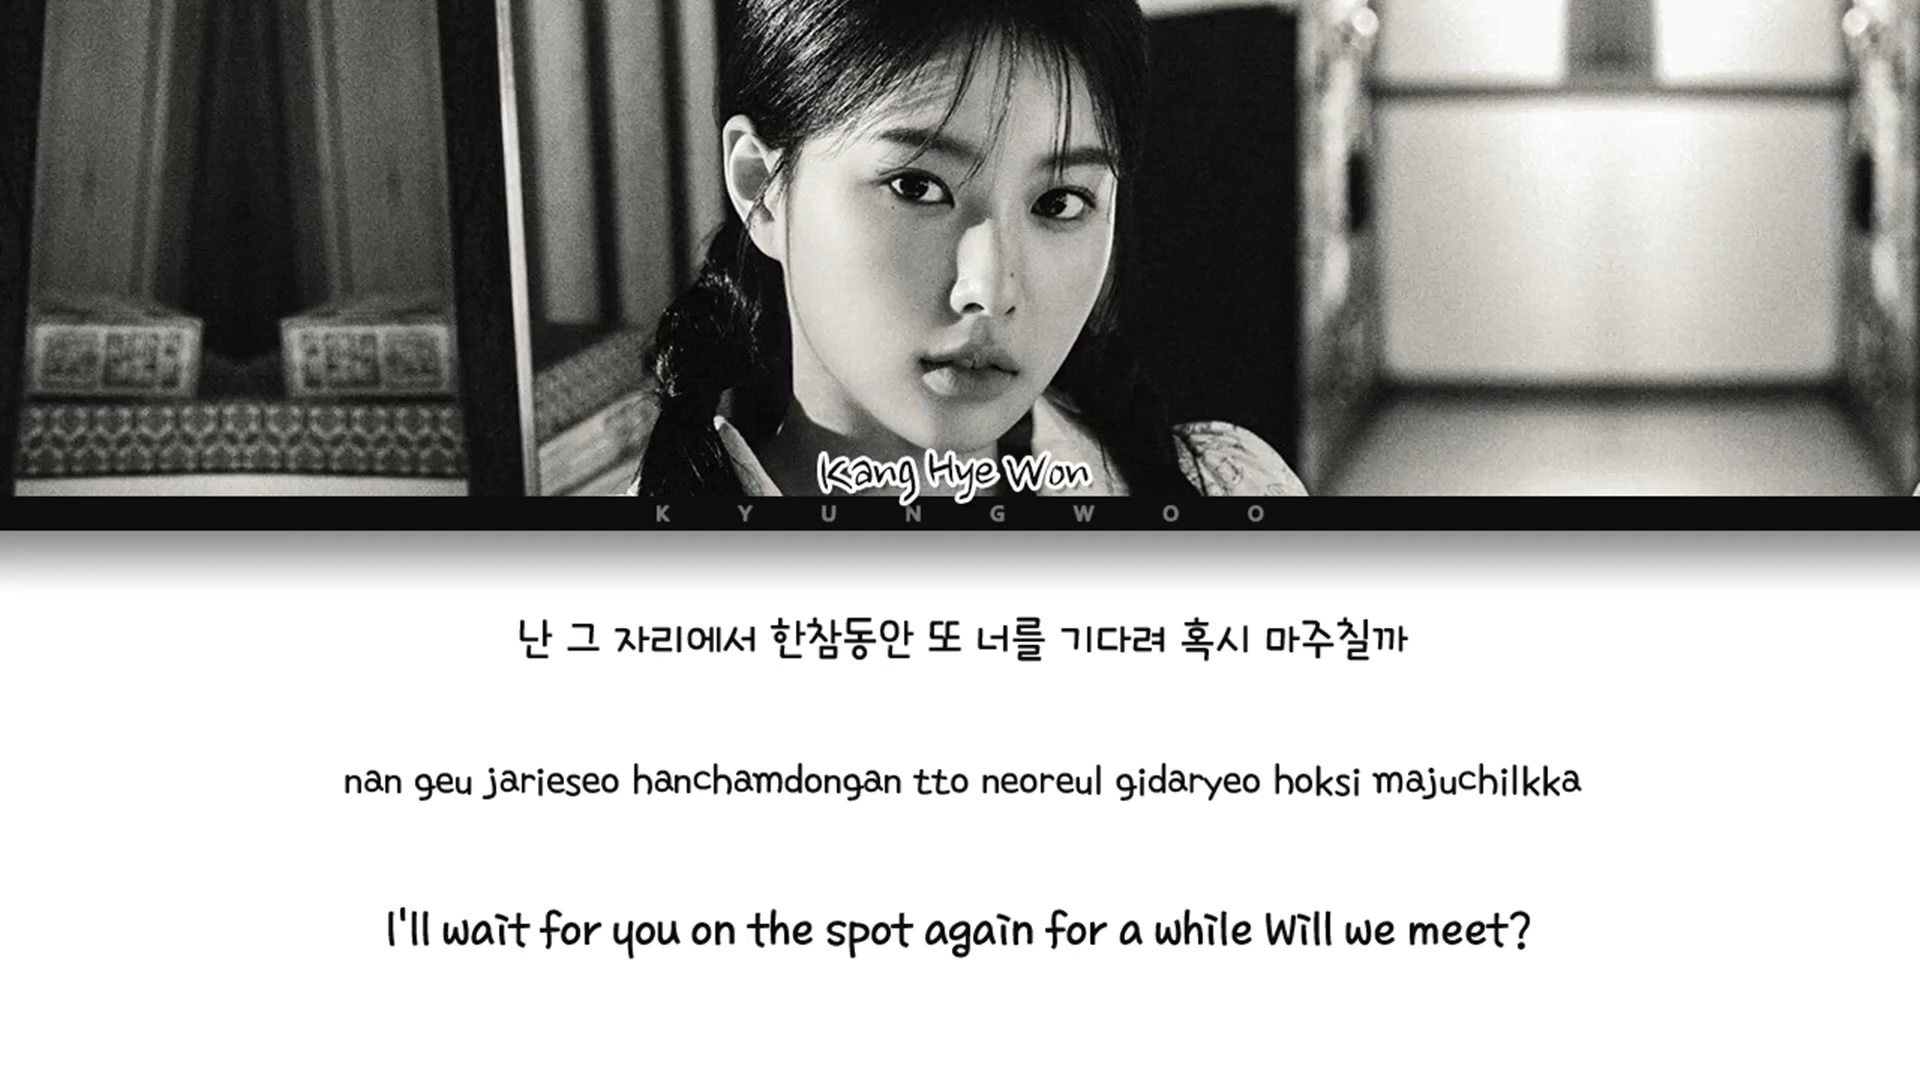 Kang Hye Won
KYUNGWOO
난 그 자리에서 한참동안 또 너를 기다려 혹시 마주칠까
nan geu jarieseo hanchamdongan tto neoreul gidaryeo hoksi majuchilkka
I'll wait for you on the spot again for a while Will we meet?